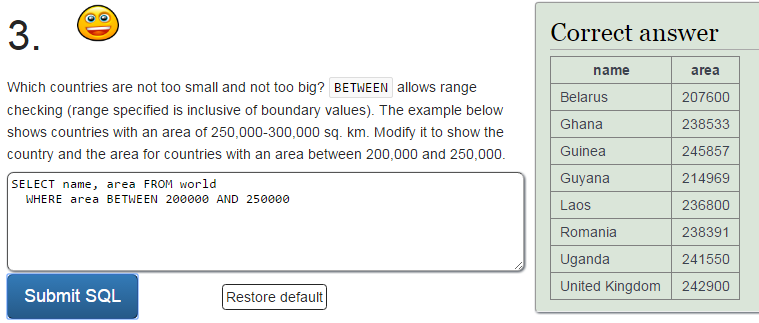 3.
Which countries are not too small and not too big? BETWEEN allows range
checking (range specified is inclusive of boundary values). The example below
shows countries with an area of 250,000-300,000 sq. km. Modify it to show the
country and the area for countries with an area between 200,000 and 250,000.
SELECT name, area FROM world
WHERE area BETWEEN 200000 AND 250000
Submit SQL
Restore default
Correct answer
name area
Belarus 207600
Ghana 238533
Guinea 245857
Guyana 214969
Laos 236800
Romania 238391
Uganda 241550
United Kingdom 242900